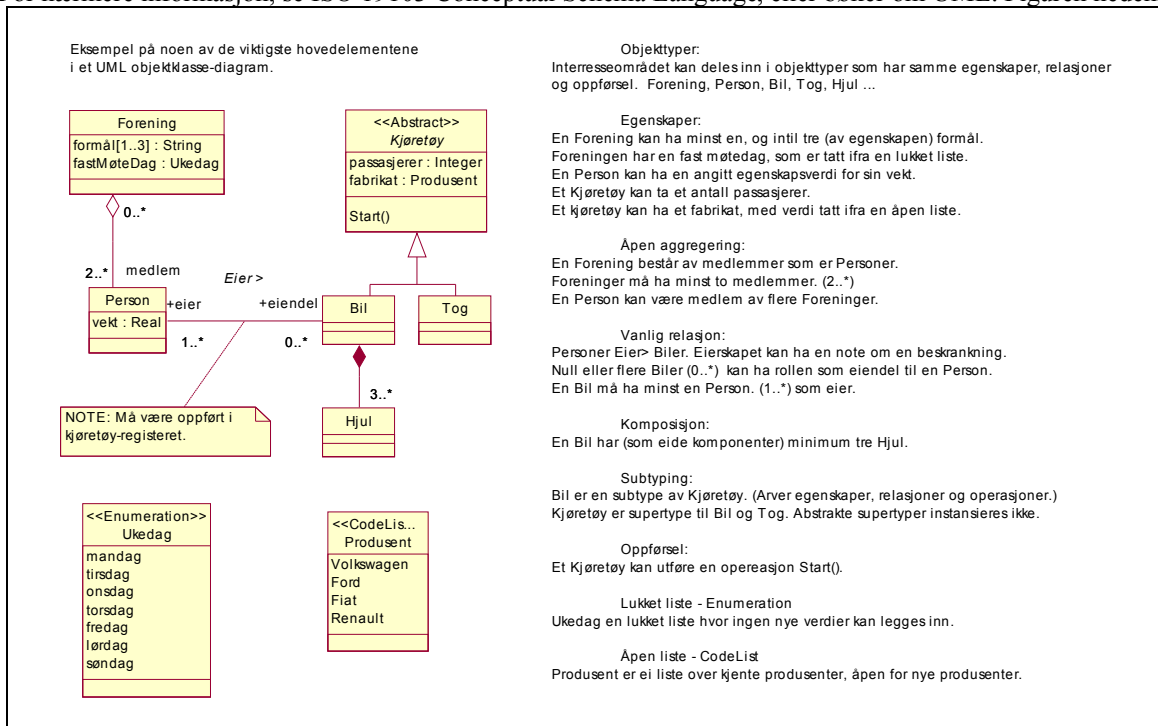 For nærmere informasjon, se ISO 19103 Conceptual Schema Language, eller bøker om UML. Figuren neden
Eksempel på noen av de viktigste hovedelementene
i et UML objektklasse-diagram.
Forening
formål[1..3] : String
fastMøteDag : Ukedag
0..*
2..*
medlem
Person
vekt : Real
+eier
1..*
Eier >
+eiendel
0..*
<<Abstract>>
Kjøretøy
passasjerer : Integer
fabrikat : Produsent
Start()
Bil
Tog
3..*
Hjul
NOTE: Må være oppført i
kjøretøy-registeret.
<<Enumeration>>
Ukedag
mandag
tirsdag
onsdag
torsdag
fredag
lørdag
søndag
<<CodeLis...
Produsent
Volkswagen
Ford
Fiat
Renault
Objekttyper:
Interresseområdet kan deles inn i objekttyper som har samme egenskaper, relasjoner
og oppførsel. Forening, Person, Bil, Tog, Hjul ...
Egenskaper:
En Forening kan ha minst en, og intil tre (av egenskapen) formål.
Foreningen har en fast møtedag, som er tatt ifra en lukket liste.
En Person kan ha en angitt egenskapsverdi for sin vekt.
Et Kjøretøy kan ta et antall passasjerer.
Et kjøretøy kan ha et fabrikat, med verdi tatt ifra en åpen liste.
Åpen aggregering:
En Forening består av medlemmer som er Personer.
Foreninger må ha minst to medlemmer. (2..*)
En Person kan være medlem av flere Foreninger.
Vanlig relasjon:
Personer Eier> Biler. Eierskapet kan ha en note om en beskrankning.
Null eller flere Biler (0..*) kan ha rollen som eiendel til en Person.
En Bil må ha minst en Person. (1..*) som eier.
Komposisjon:
En Bil har (som eide komponenter) minimum tre Hjul.
Subtyping:
Bil er en subtype av Kjøretøy. (Arver egenskaper, relasjoner og operasjoner.)
Kjøretøy er supertype til Bil og Tog. Abstrakte supertyper instansieres ikke.
Oppførsel:
Et Kjøretøy kan utføre en opereasjon Start().
Lukket liste - Enumeration
Ukedag en lukket liste hvor ingen nye verdier kan legges inn.
Åpen liste - CodeList
Produsent er ei liste over kjente produsenter, åpen for nye produsenter.